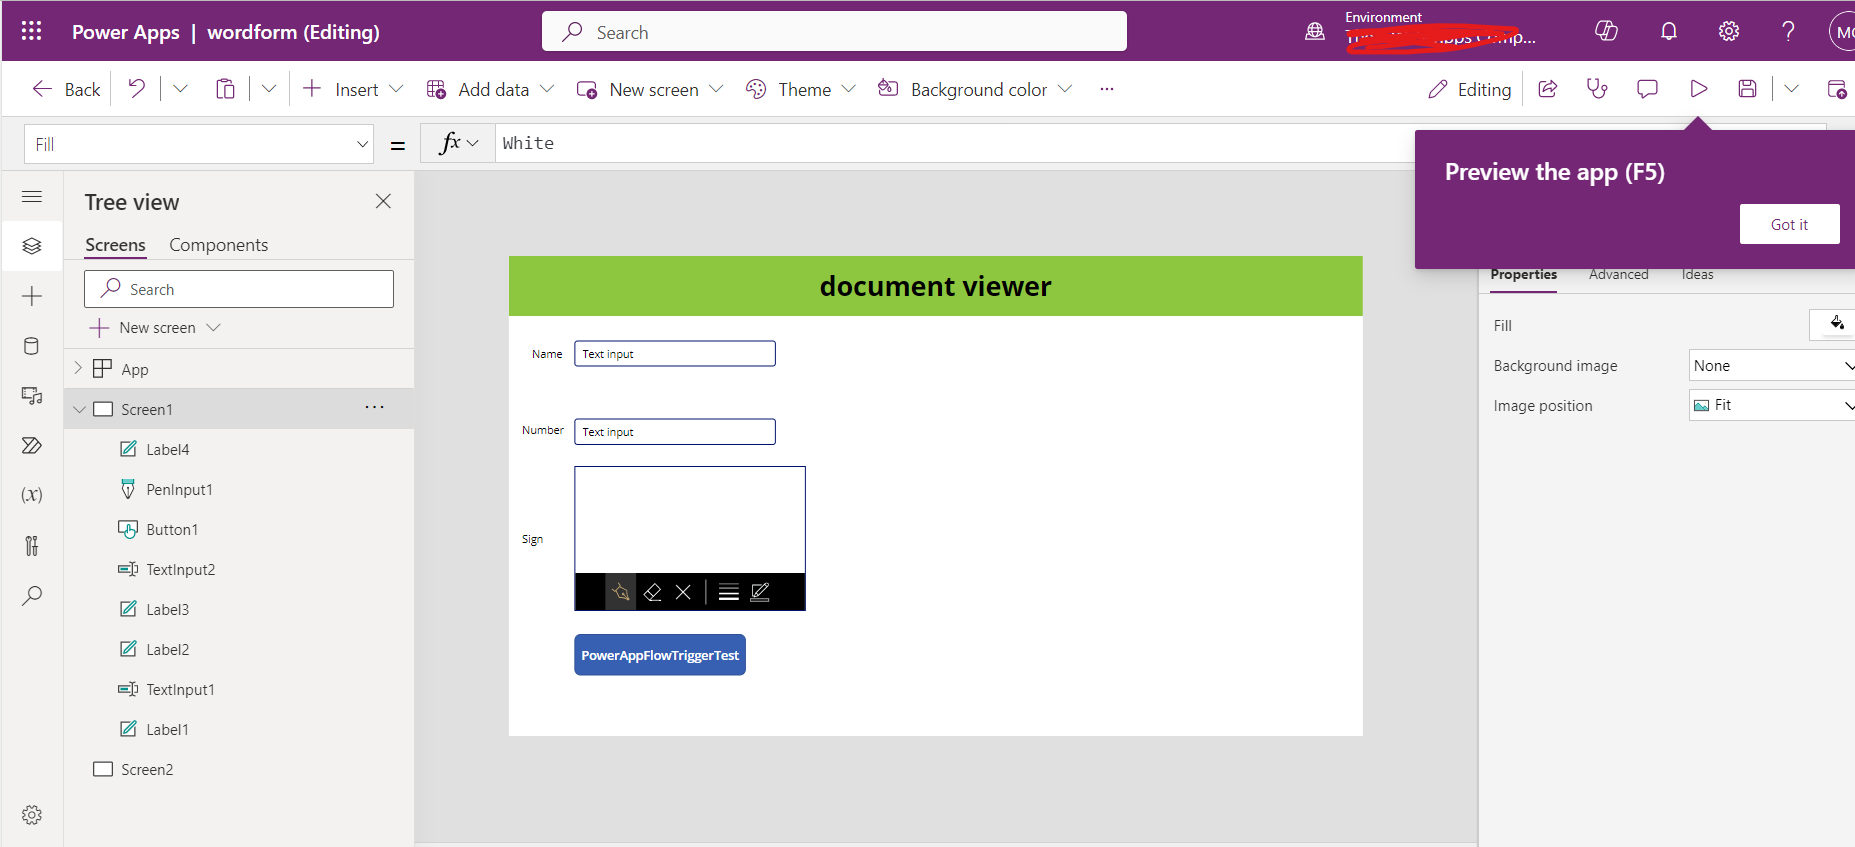 Power Apps | wordform (Editing)
Search
Environment
Back
Insert
Add data
New screen
Theme
Background color
...
Editing
Fill
=
fx
White
Preview the app (F5)
Got it
Tree view
Screens
Components
Search
New screen
App
Screen1
...
Label4
PenInput1
Button1
TextInput2
Label3
Label2
TextInput1
Label1
Screen2
(x)
document viewer
Name
Text input
Number
Text input
Sign
PowerAppFlowTriggerTest
Properties
Advanced
Ideas
Fill
Background image
None
Image position
Fit